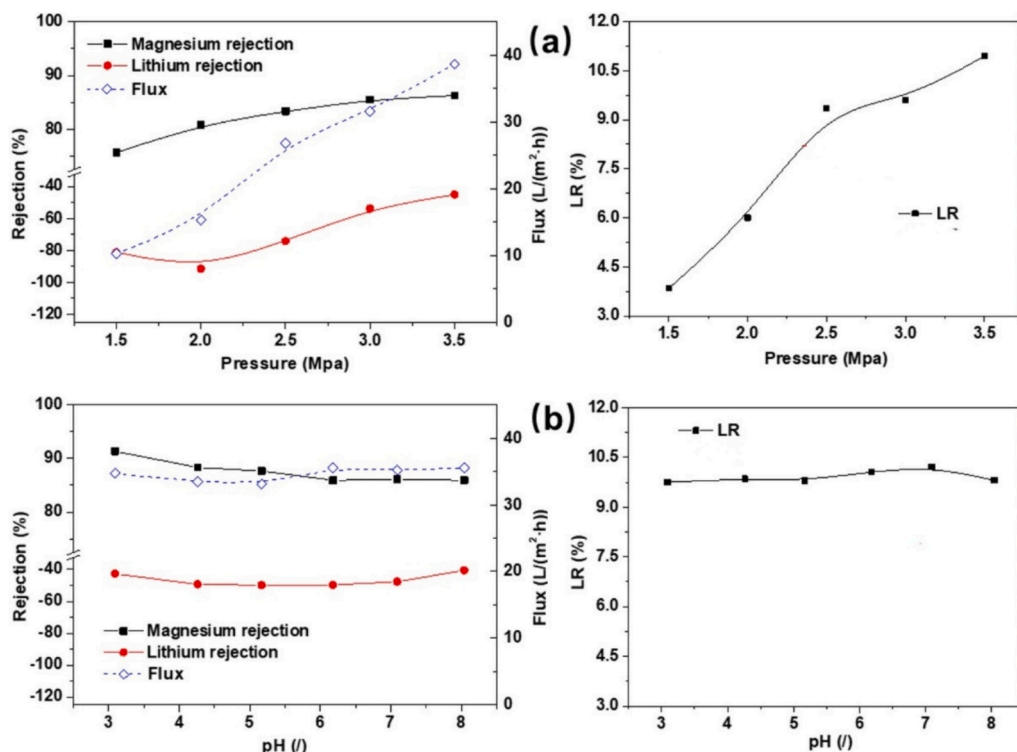 (a)
Magnesium rejection
Lithium rejection
Flux
Rejection (%)
100
90
80
-40
-60
-80
-100
-120
40
30
20
10
0
Flux (L/(m²·h))
1.5 2.0 2.5 3.0 3.5
Pressure (Mpa)
LR (%)
12.0
10.5
9.0
7.5
6.0
4.5
3.0
LR
1.5 2.0 2.5 3.0 3.5
Pressure (Mpa)
(b)
Rejection (%)
100
90
80
-40
-60
-80
-100
-120
Magnesium rejection
Lithium rejection
Flux
40
30
20
10
0
Flux (L/(m²·h))
3 4 5 6 7 8
pH (/)
LR (%)
12.0
10.5
9.0
7.5
6.0
4.5
3.0
LR
3 4 5 6 7 8
pH (/)